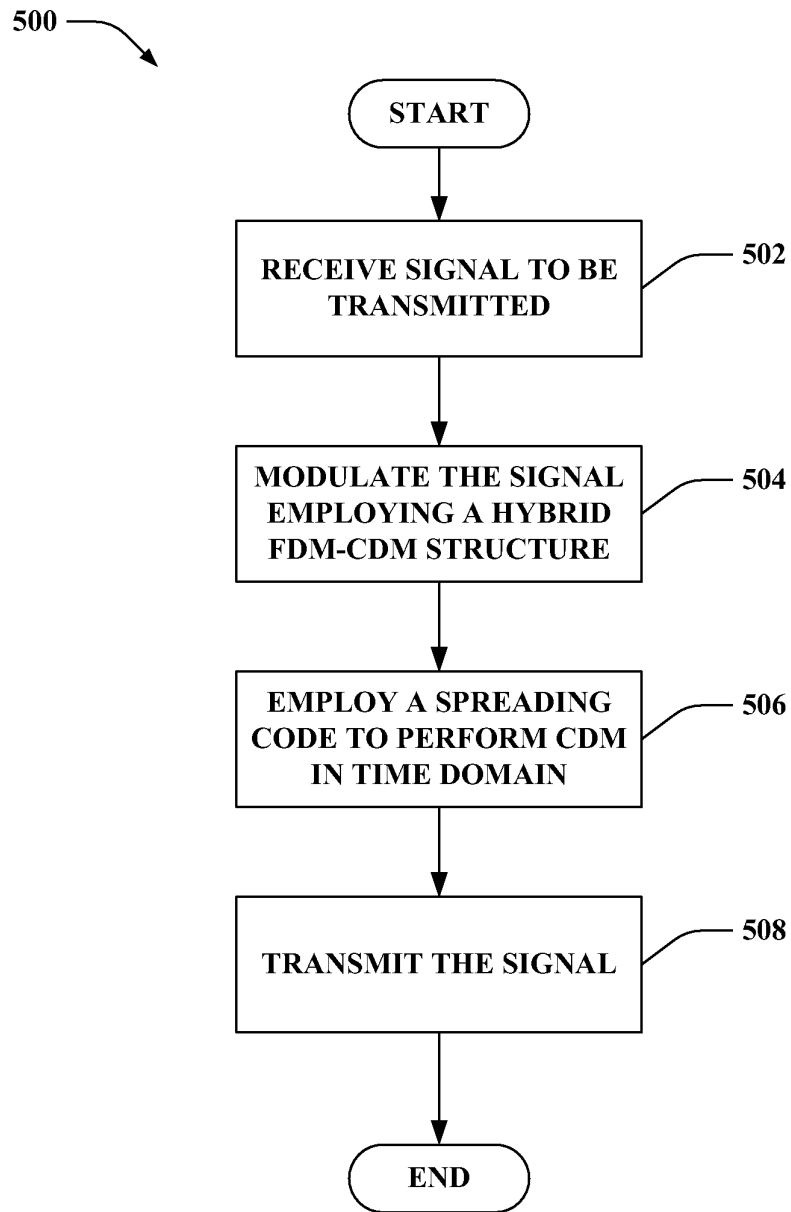 500
START
RECEIVE SIGNAL TO BE
TRANSMITTED
502
MODULATE THE SIGNAL
EMPLOYING A HYBRID
FDM-CDM STRUCTURE
504
EMPLOY A SPREADING
CODE TO PERFORM CDM
IN TIME DOMAIN
506
TRANSMIT THE SIGNAL
508
END